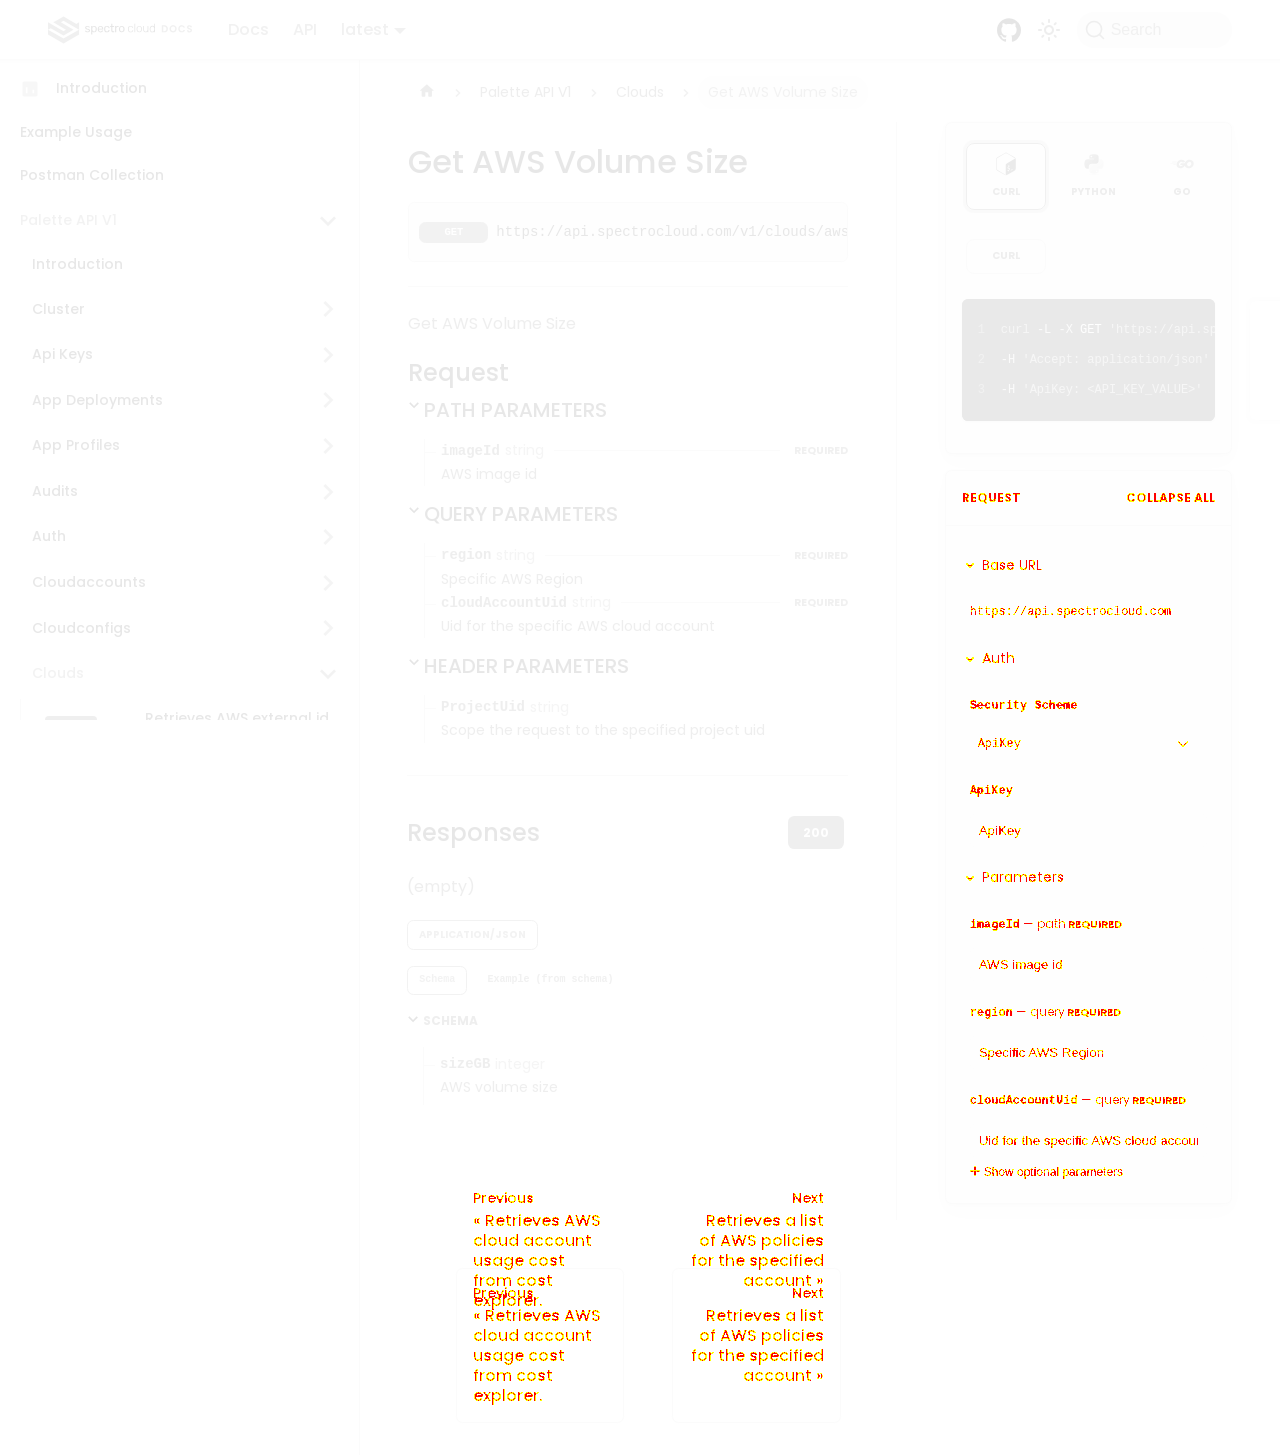 spectro cloud DOCS
Docs API latest
Search
Introduction
Example Usage
Postman Collection
Palette API V1
Introduction
Cluster
Api Keys
App Deployments
App Profiles
Audits
Auth
Cloudaccounts
Cloudconfigs
Clouds
Retrieves AWS external id
Palette API V1 Clouds Get AWS Volume Size
Get AWS Volume Size
GET https://api.spectrocloud.com/v1/clouds/aws
Get AWS Volume Size
Request
PATH PARAMETERS
imageId string REQUIRED
AWS image id
QUERY PARAMETERS
region string REQUIRED
Specific AWS Region
cloudAccountUid string REQUIRED
Uid for the specific AWS cloud account
HEADER PARAMETERS
ProjectUid string
Scope the request to the specified project uid
Responses
200
(empty)
APPLICATION/JSON
Schema Example (from schema)
SCHEMA
sizeGB integer
AWS volume size
CURL PYTHON GO
CURL
1 curl -L -X GET 'https://api.sp
2 -H 'Accept: application/json'
3 -H 'ApiKey: <API_KEY_VALUE>'
REQUEST COLLAPSE ALL
Base URL
https://api.spectrocloud.com
Auth
Security Scheme
ApiKey
ApiKey
ApiKey
Parameters
imageId — path REQUIRED
AWS image id
region — query REQUIRED
Specific AWS Region
cloudAccountUid — query REQUIRED
Uid for the specific AWS cloud accour
Show optional parameters
Previous
« Retrieves AWS
cloud account
usage cost
from cost
explorer.
Next
Retrieves a list
of AWS policies
for the specified
account »
Previous
« Retrieves AWS
cloud account
usage cost
from cost
explorer.
Next
Retrieves a list
of AWS policies
for the specified
account »